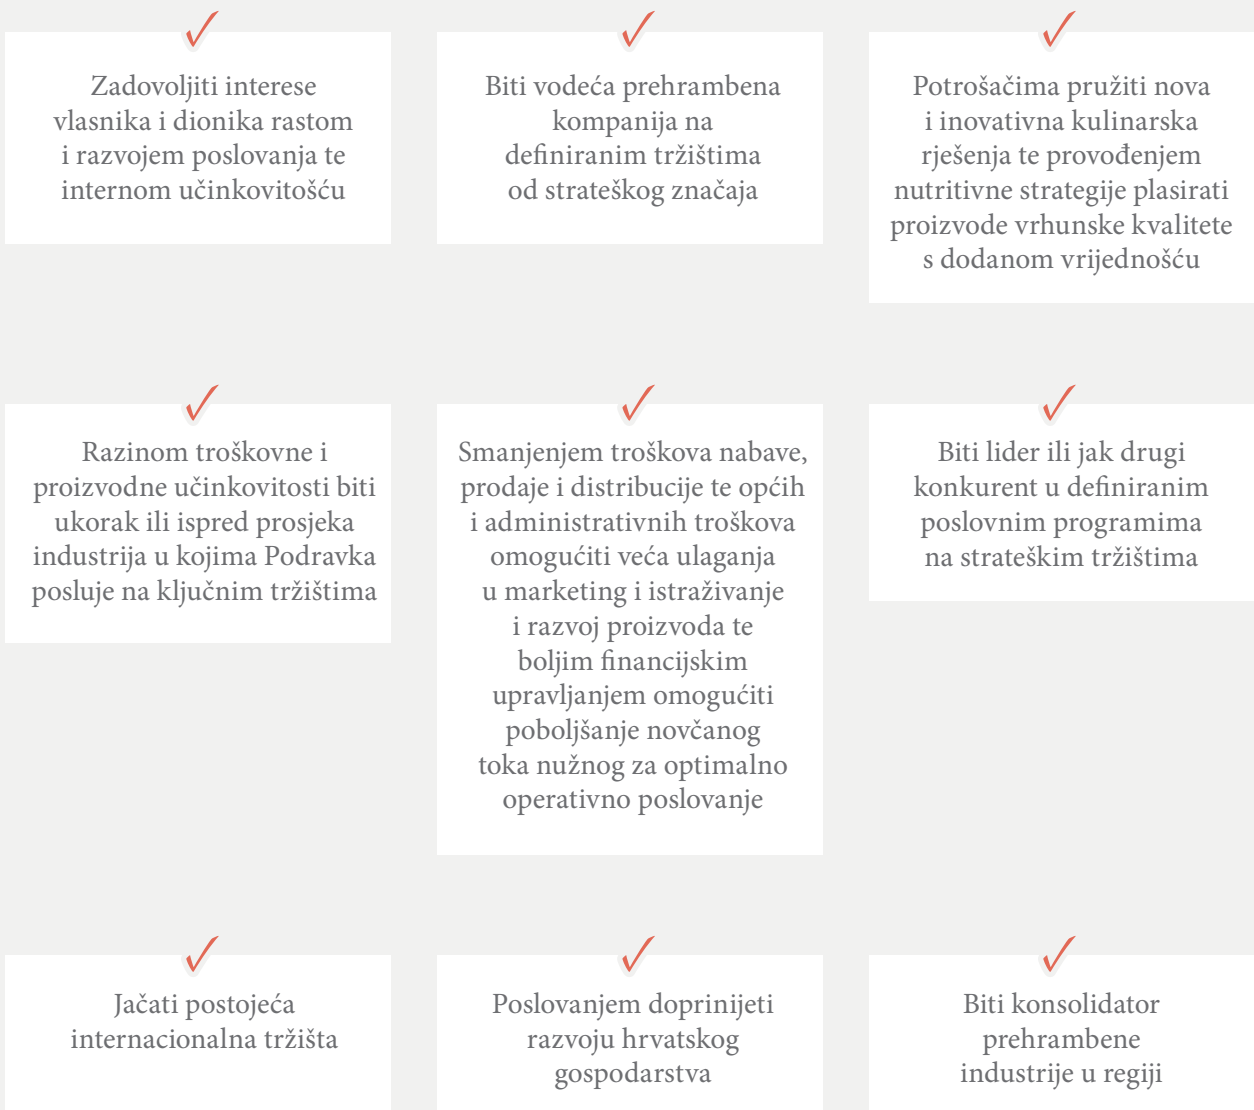 Zadovoljiti interese
vlasnika i dionika rastom
i razvojem poslovanja te
internom učinkovitošću
Biti vodeća prehrambena
kompanija na
definiranim tržištima
od strateškog značaja
Potrošačima pružiti nova
i inovativna kulinarska
rješenja te provođenjem
nutritivne strategije plasirati
proizvode vrhunske kvalitete
s dodanom vrijednošću
Razinom troškovne i
proizvodne učinkovitosti biti
ukorak ili ispred prosjeka
industrija u kojima Podravka
posluje na ključnim tržištima
Smanjenjem troškova nabave,
prodaje i distribucije te općih
i administrativnih troškova
omogućiti veća ulaganja
u marketing i istraživanje
i razvoj proizvoda te
boljim financijskim
upravljanjem omogućiti
poboljšanje novčanog
toka nužnog za optimalno
operativno poslovanje
Biti lider ili jak drugi
konkurent u definiranim
poslovnim programima
na strateškim tržištima
Jačati postojeća
internacionalna tržišta
Poslovanjem doprinijeti
razvoju hrvatskog
gospodarstva
Biti konsolidator
prehrambene
industrije u regiji